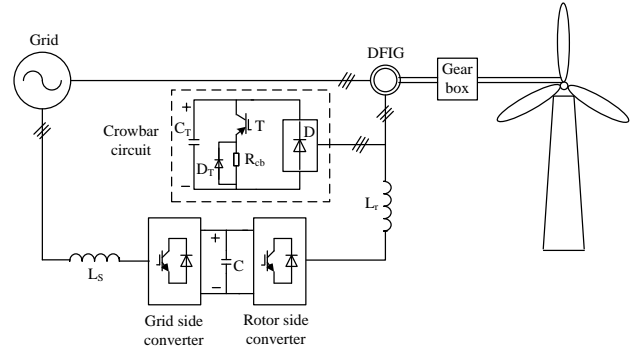 Grid
DFIG
Gear
box
Crowbar
circuit
+
C_T
T
D
D_T
R_cb
−
L_r
L_S
+
C
−
Grid side
converter
Rotor side
converter